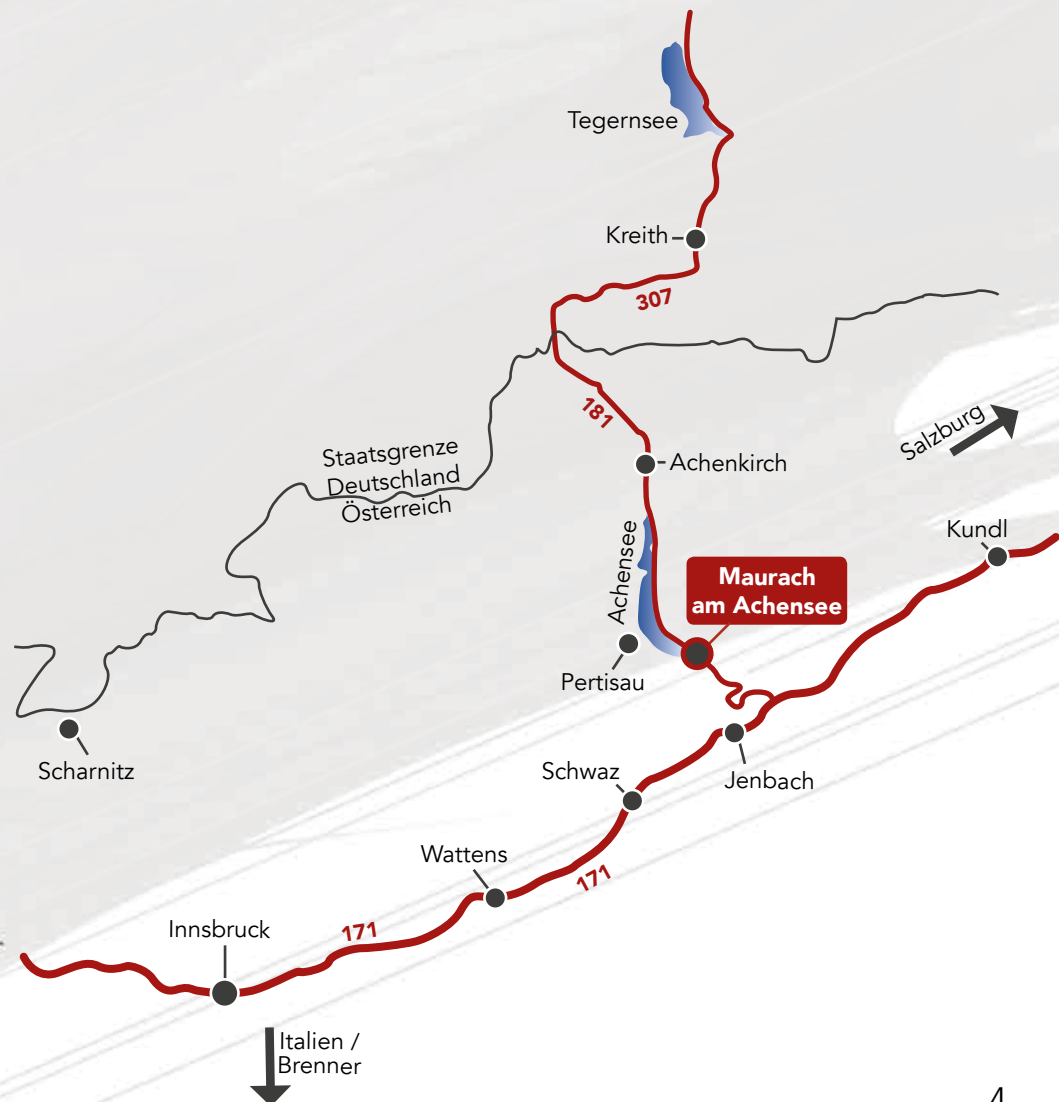 Tegernsee
Kreith
307
181
Staatsgrenze
Deutschland
Österreich
Achenkirch
Salzburg
Kundl
Achensee
Maurach
am Achensee
Pertisau
Scharnitz
Jenbach
Schwaz
Wattens
171
171
Innsbruck
Italien /
Brenner
4